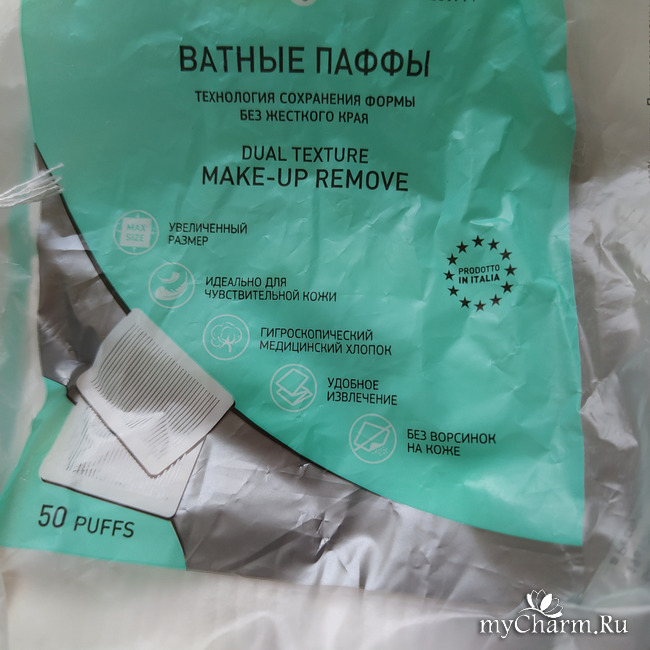 ВАТНЫЕ ПАФФЫ
ТЕХНОЛОГИЯ СОХРАНЕНИЯ ФОРМЫ
БЕЗ ЖЕСТКОГО КРАЯ
DUAL TEXTURE
MAKE-UP REMOVE
MAX
SIZE
УВЕЛИЧЕННЫЙ
РАЗМЕР
PRODOTTO
IN ITALIA
ИДЕАЛЬНО ДЛЯ
ЧУВСТВИТЕЛЬНОЙ КОЖИ
ГИГРОСКОПИЧЕСКИЙ
МЕДИЦИНСКИЙ ХЛОПОК
УДОБНОЕ
ИЗВЛЕЧЕНИЕ
БЕЗ ВОРСИНОК
НА КОЖЕ
50 PUFFS
myCharm.Ru